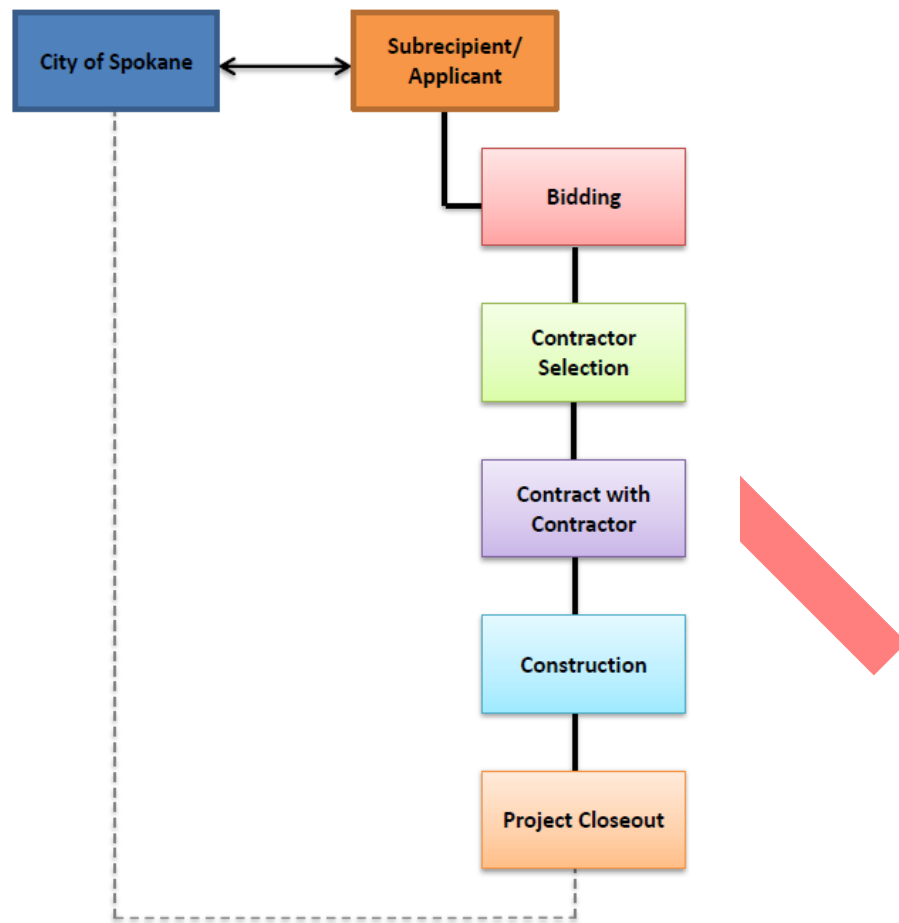 City of Spokane
Subrecipient/
Applicant
Bidding
Contractor
Selection
Contract with
Contractor
Construction
Project Closeout